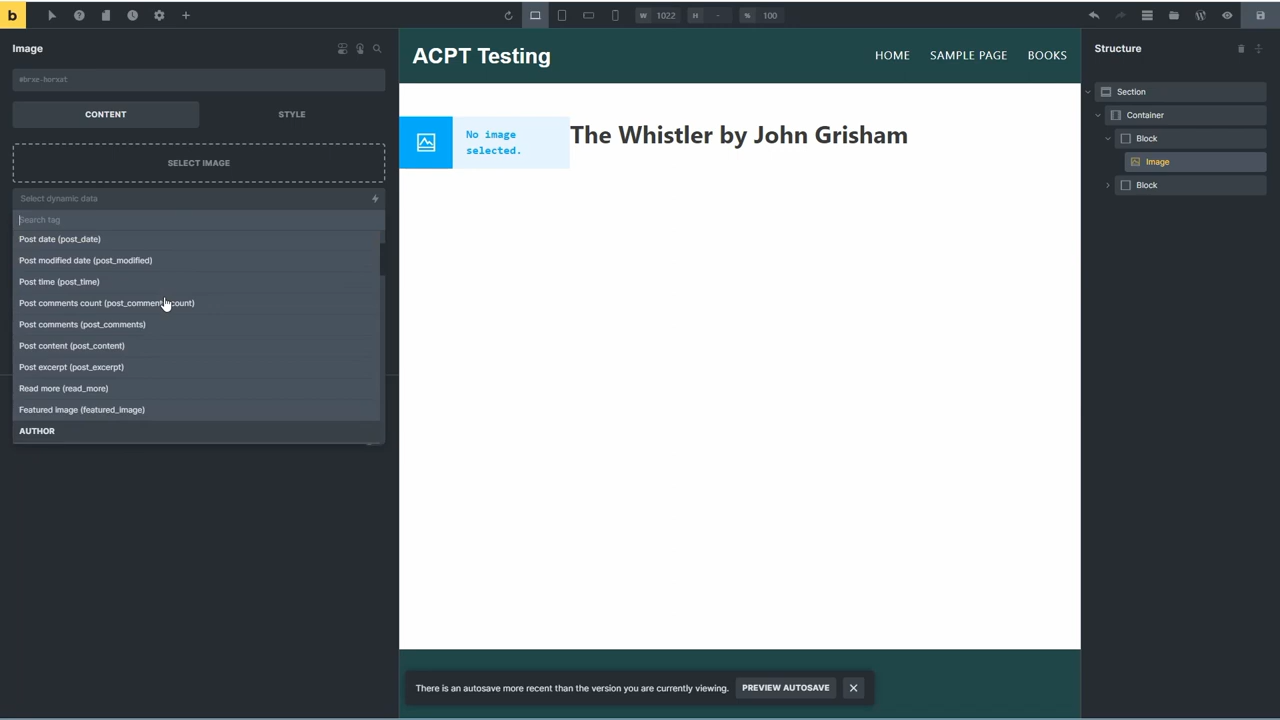 b
W 1022 H - % 100
Image
#brxe-horxat
CONTENT STYLE
SELECT IMAGE
Select dynamic data
Search tag
Post date (post_date)
Post modified date (post_modified)
Post time (post_time)
Post comments count (post_comments_count)
Post comments (post_comments)
Post content (post_content)
Post excerpt (post_excerpt)
Read more (read_more)
Featured image (featured_image)
AUTHOR
ACPT Testing
HOME SAMPLE PAGE BOOKS
No image
selected.
The Whistler by John Grisham
There is an autosave more recent than the version you are currently viewing. PREVIEW AUTOSAVE
Structure
Section
Container
Block
Image
Block